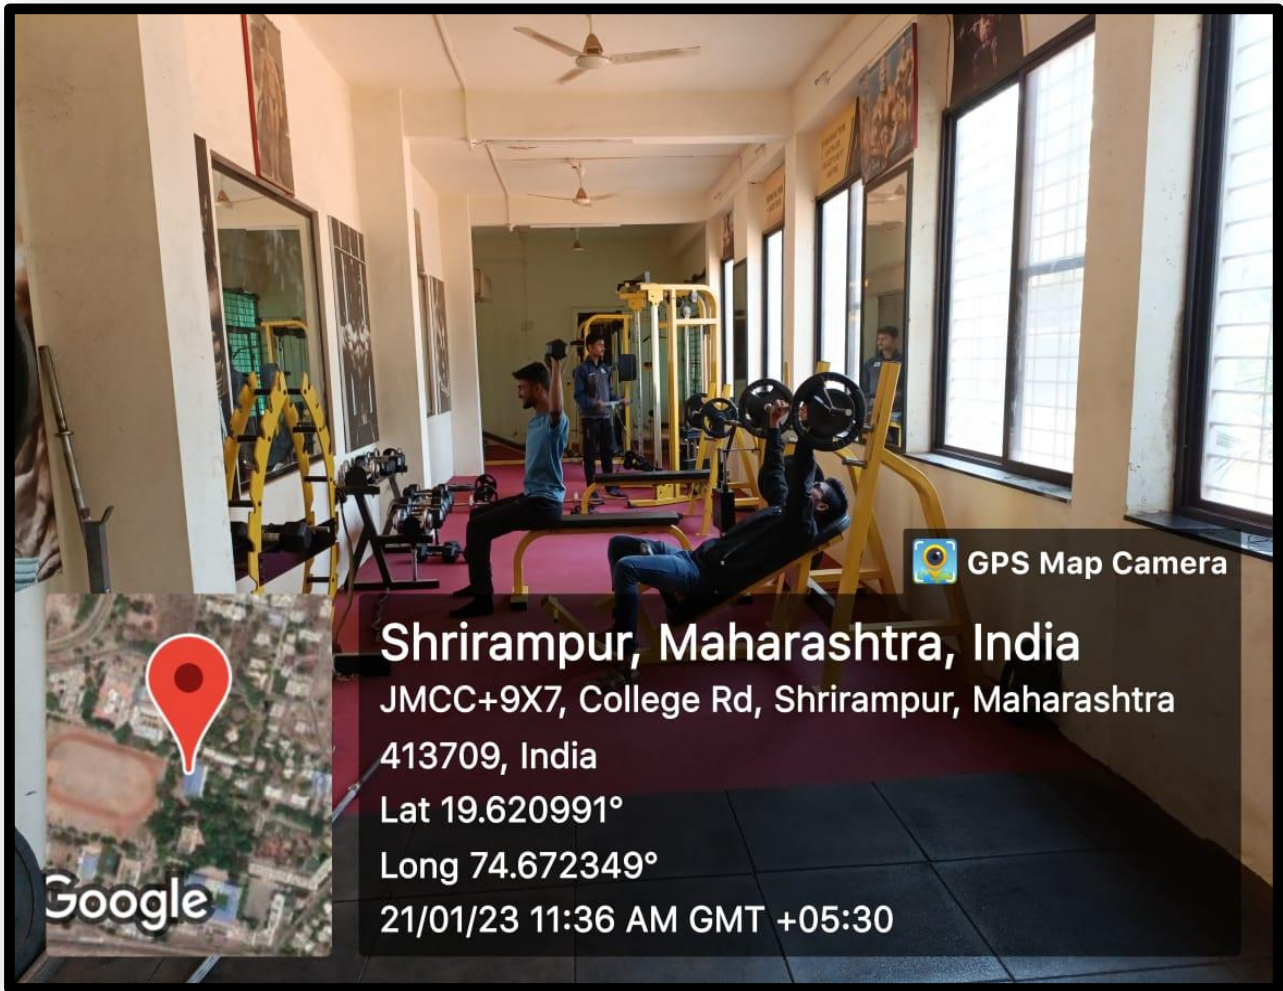 GPS Map Camera
Shrirampur, Maharashtra, India
JMCC+9X7, College Rd, Shrirampur, Maharashtra
413709, India
Lat 19.620991°
Long 74.672349°
21/01/23 11:36 AM GMT +05:30
Google